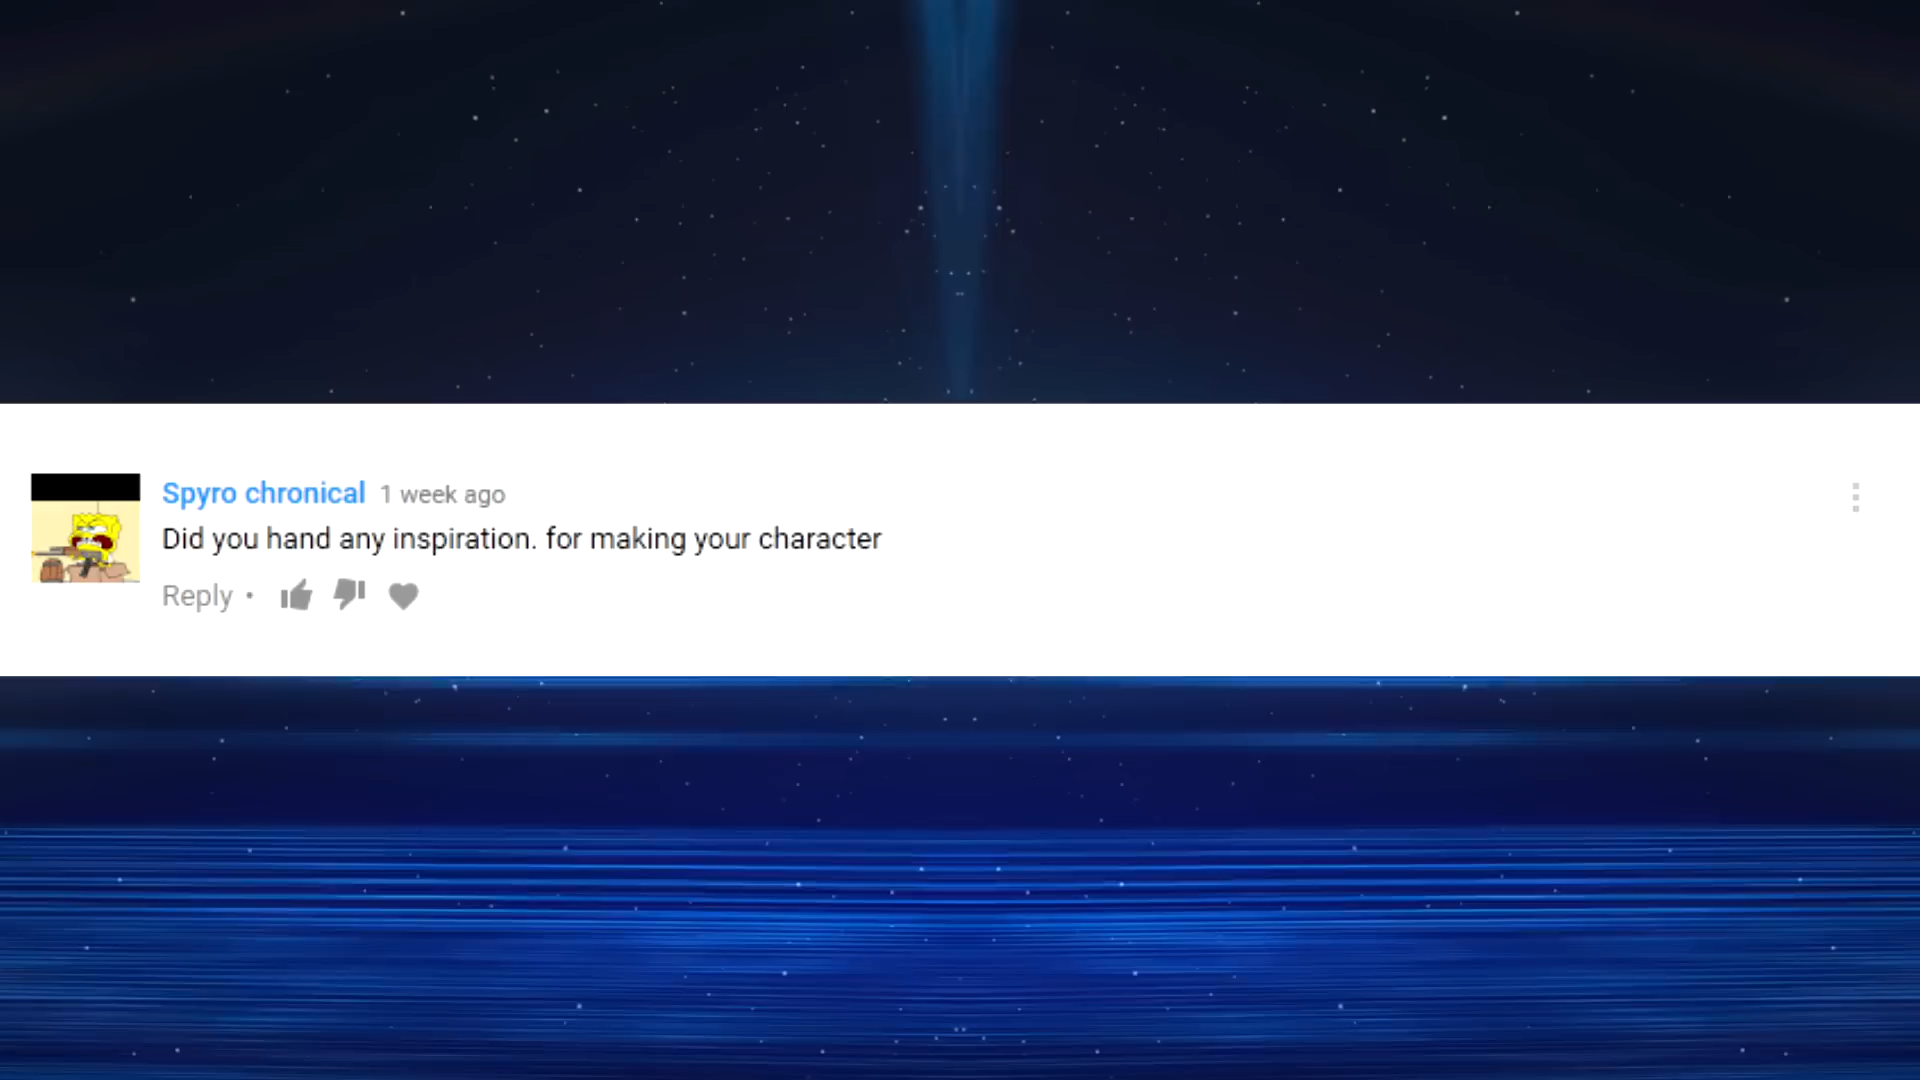 Spyro chronical 1 week ago
Did you hand any inspiration. for making your character
Reply •